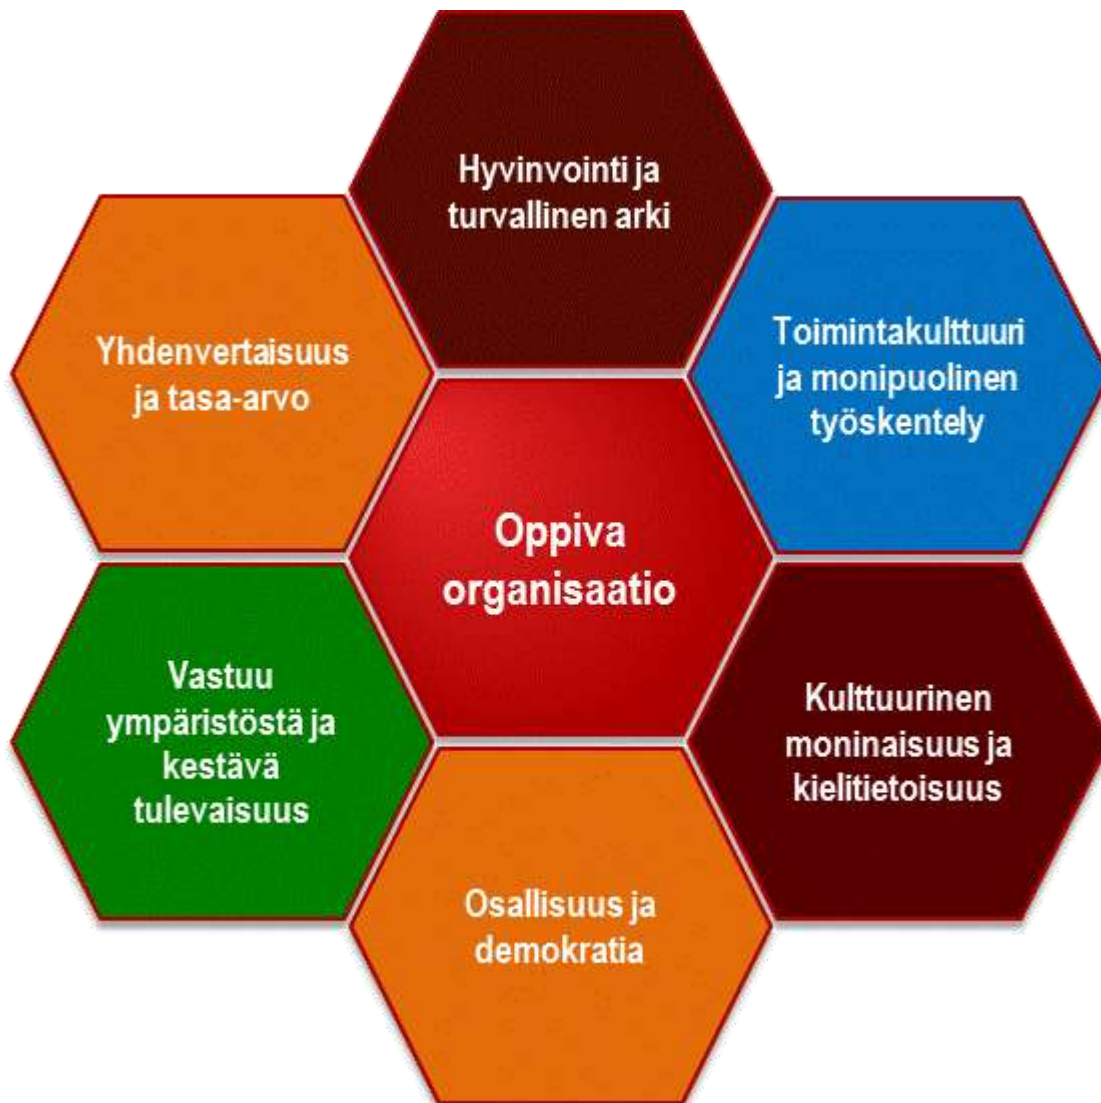 Hyvinvointi ja
turvallinen arki
Yhdenvertaisuus
ja tasa-arvo
Toimintakulttuuri
ja monipuolinen
työskentely
Oppiva
organisaatio
Vastuu
ympäristöstä ja
kestävä
tulevaisuus
Kulttuurinen
moninaisuus ja
kielitietoisuus
Osallisuus ja
demokratia